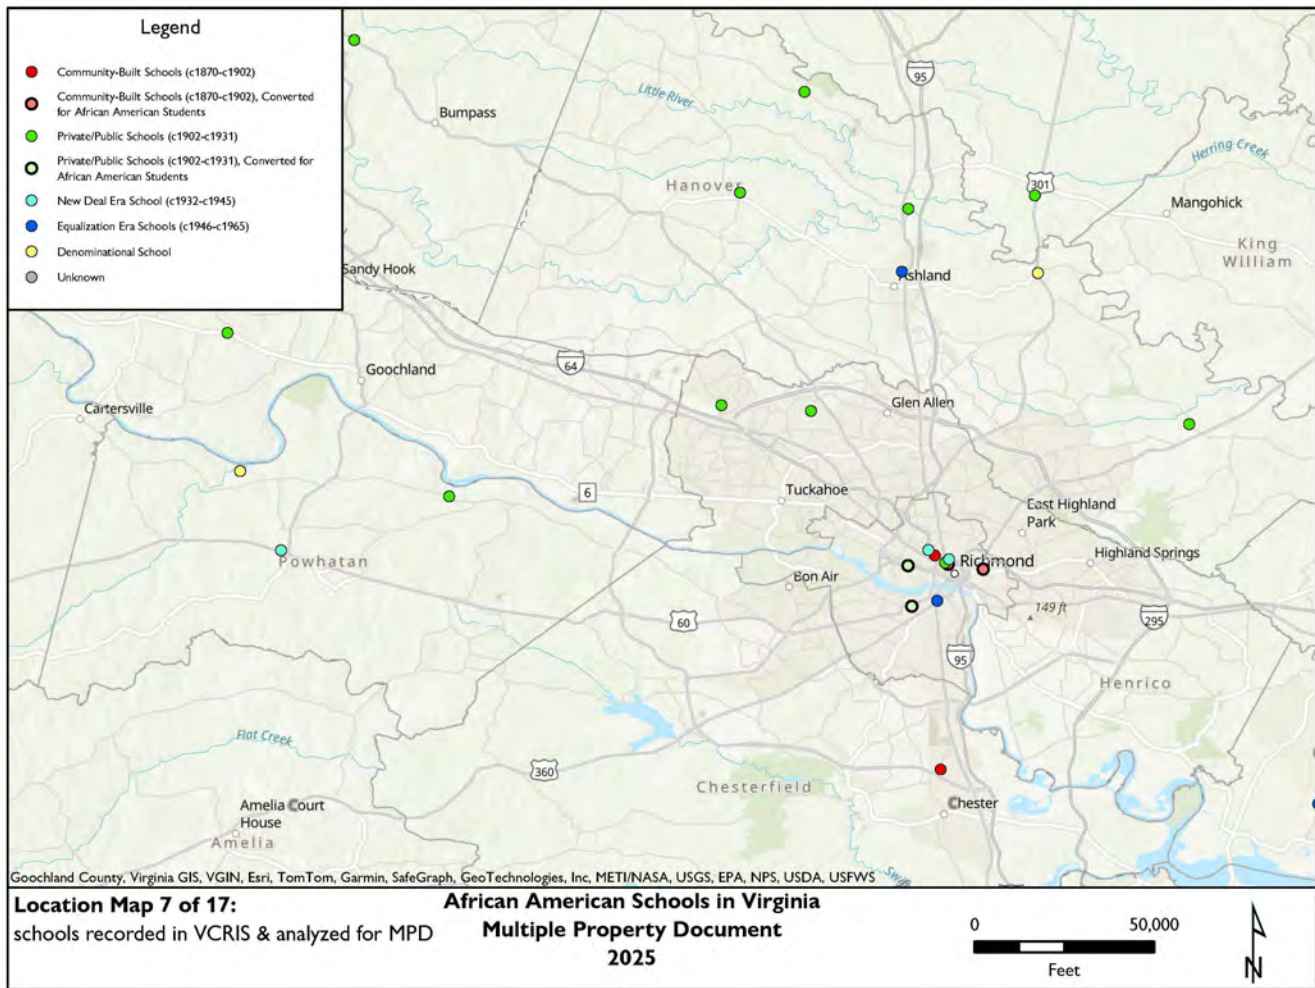 Legend
Community-Built Schools (c1870-c1902)
Community-Built Schools (c1870-c1902), Converted
for African American Students
Private/Public Schools (c1902-c1931)
Private/Public Schools (c1902-c1931), Converted for
African American Students
New Deal Era School (c1932-c1945)
Equalization Era Schools (c1946-c1965)
Denominational School
Unknown
95
Little River
Bumpass
Herring Creek
Hanover
301
Mangohick
King
William
Sandy Hook
Ashland
64
Goochland
Cartersville
Glen Allen
6
Tuckahoe
East Highland
Park
Powhatan
Richmond
Highland Springs
Bon Air
149 ft
60
295
95
Henrico
Flat Creek
360
Chesterfield
Amelia Court
House
Chester
Amelia
Swift
Goochland County, Virginia GIS, VGIN, Esri, TomTom, Garmin, SafeGraph, GeoTechnologies, Inc, METI/NASA, USGS, EPA, NPS, USDA, USFWS
Location Map 7 of 17:
schools recorded in VCRIS & analyzed for MPD
African American Schools in Virginia
Multiple Property Document
2025
0 50,000
Feet
N